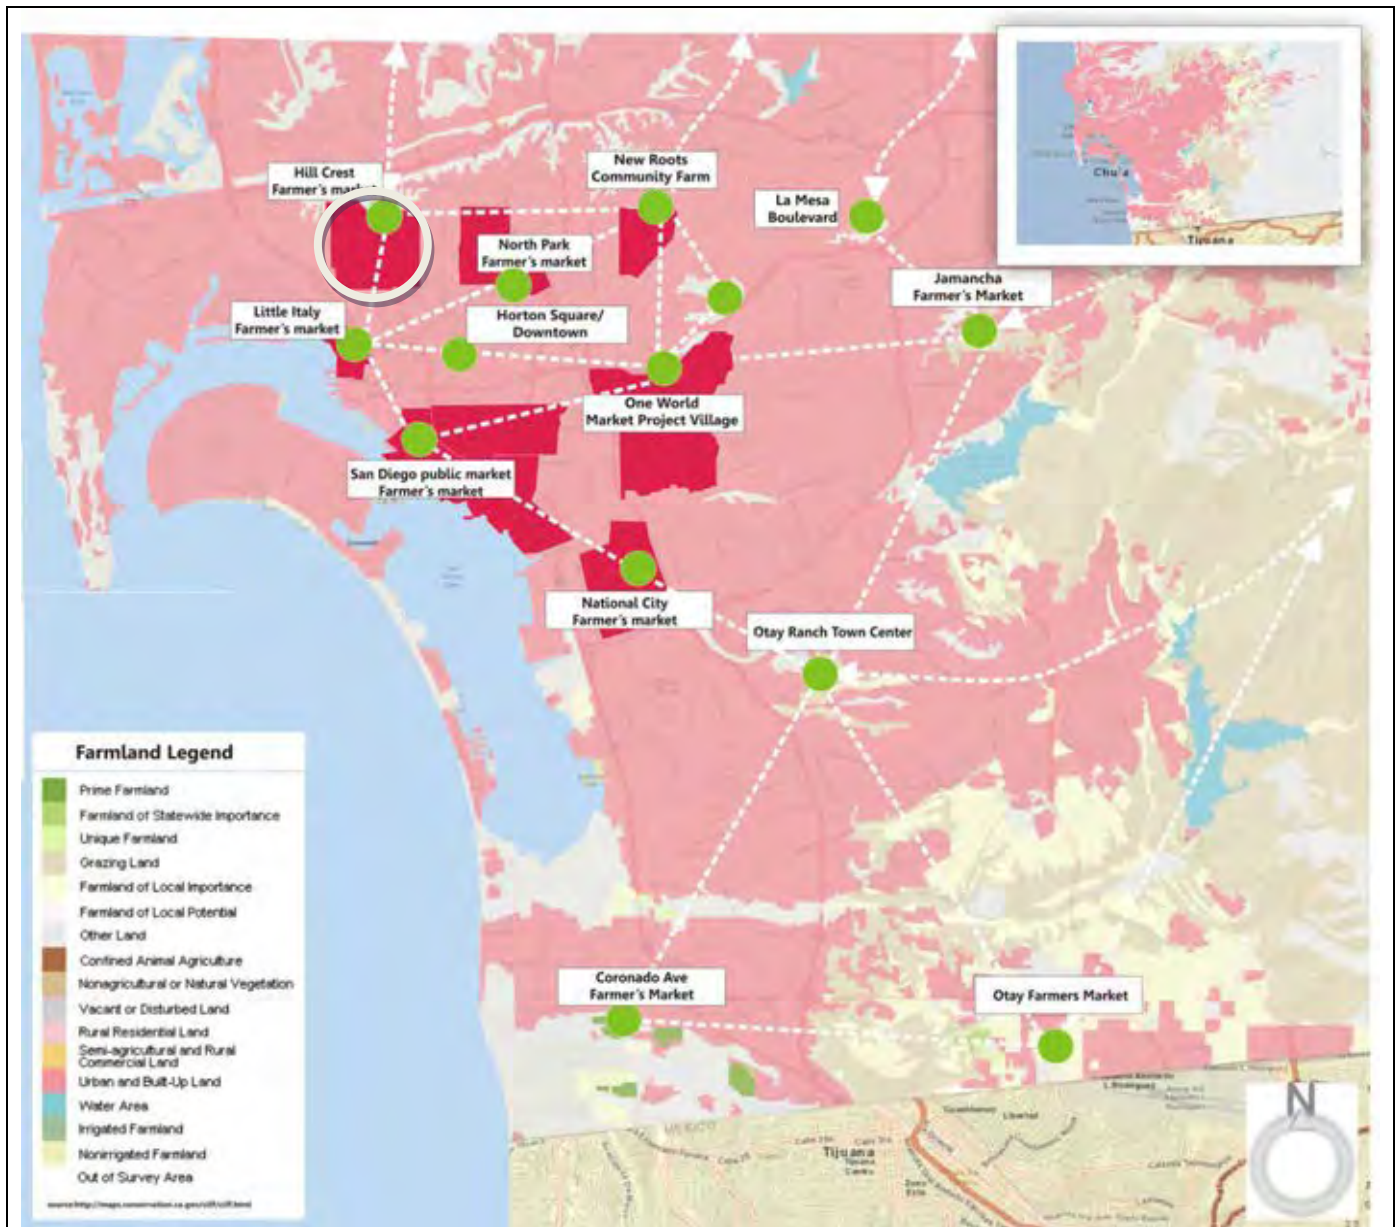 Hill Crest
Farmer's market
New Roots
Community Farm
La Mesa
Boulevard
North Park
Farmer's market
Jamancha
Farmer's Market
Little Italy
Farmer's market
Horton Square/
Downtown
One World
Market Project Village
San Diego public market
Farmer's market
National City
Farmer's market
Otay Ranch Town Center
Coronado Ave
Farmer's Market
Otay Farmers Market
Chu'a
Tijuana
Farmland Legend
Prime Farmland
Farmland of Statewide Importance
Unique Farmland
Grazing Land
Farmland of Local Importance
Farmland of Local Potential
Other Land
Confined Animal Agriculture
Nonagricultural or Natural Vegetation
Vacant or Disturbed Land
Rural Residential Land
Semi-agricultural and Rural
Commercial Land
Urban and Built-Up Land
Water Area
Irrigated Farmland
Nonirrigated Farmland
Out of Survey Area
MEXICO
Tijuana
Libertad
N